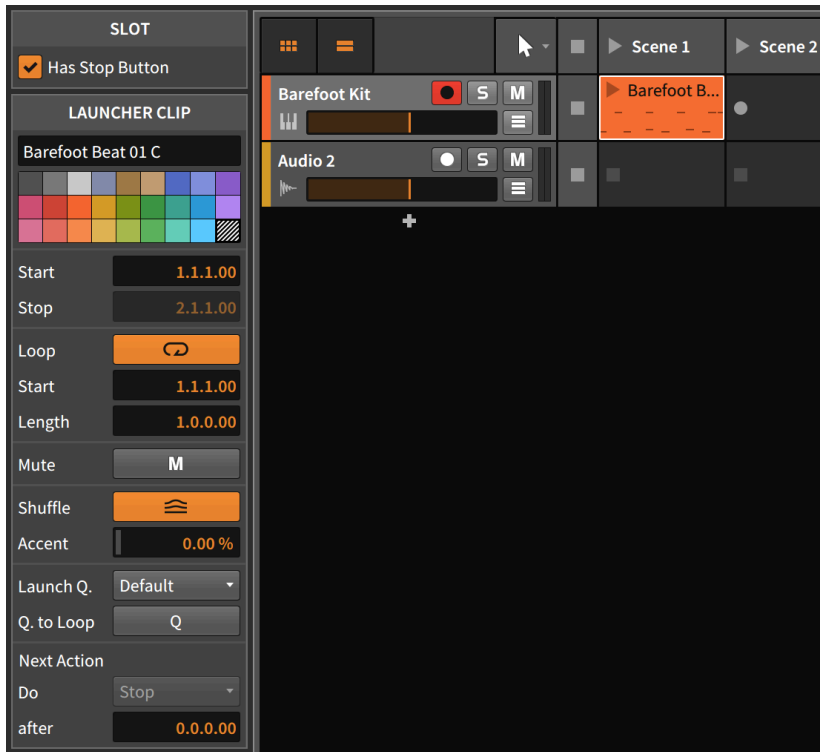 SLOT
Has Stop Button
LAUNCHER CLIP
Barefoot Beat 01 C
Start 1.1.1.00
Stop 2.1.1.00
Loop
Start 1.1.1.00
Length 1.0.0.00
Mute M
Shuffle
Accent 0.00 %
Launch Q. Default
Q. to Loop Q
Next Action
Do Stop
after 0.0.0.00
Scene 1 Scene 2
Barefoot Kit S M Barefoot B...
Audio 2 S M